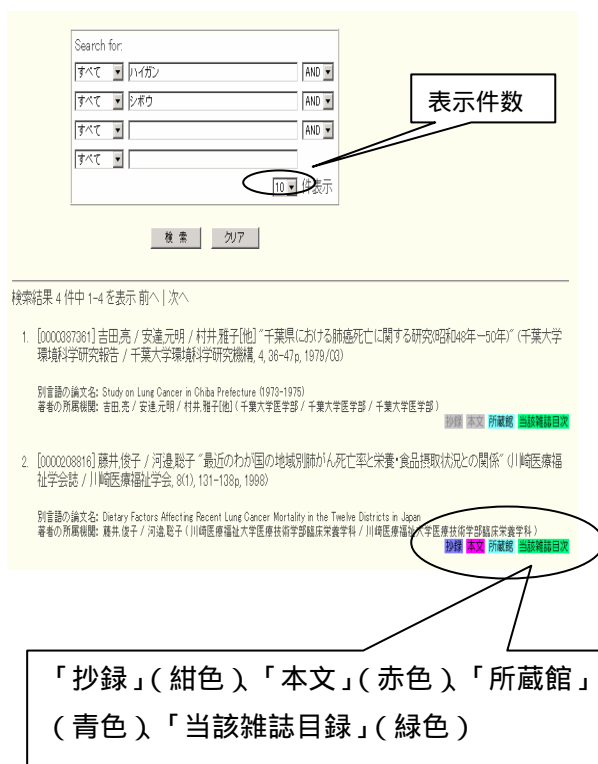 Search for:
すべて ハイガン AND
すべて シボウ AND
すべて AND
すべて
10 件表示
表示件数
検 索 クリア
検索結果 4 件中 1-4 を表示 前へ | 次へ
1. [0000387361] 吉田,亮 / 安達,元明 / 村井,雅子[他] "千葉県における肺癌死亡に関する研究(昭和48年ー50年)" (千葉大学
環境科学研究報告 / 千葉大学環境科学研究機構, 4, 36-47p, 1979/03)
別言語の論文名: Study on Lung Cancer in Chiba Prefecture (1973-1975)
著者の所属機関: 吉田,亮 / 安達,元明 / 村井,雅子[他] ( 千葉大学医学部 / 千葉大学医学部 / 千葉大学医学部 )
抄録 本文 所蔵館 当該雑誌目次
2. [0000208816] 藤井,俊子 / 河邊,聡子 "最近のわが国の地域別肺がん死亡率と栄養・食品摂取状況との関係" (川崎医療福
祉学会誌 / 川崎医療福祉学会, 8(1), 131-138p, 1998)
別言語の論文名: Dietary Factors Affecting Recent Lung Cancer Mortality in the Twelve Districts in Japan
著者の所属機関: 藤井,俊子 / 河邊,聡子 ( 川崎医療福祉大学医療技術学部臨床栄養学科 / 川崎医療福祉大学医療技術学部臨床栄養学科 )
抄録 本文 所蔵館 当該雑誌目次
「抄録」(紺色)、「本文」(赤色)、「所蔵館」
(青色)、「当該雑誌目録」(緑色)